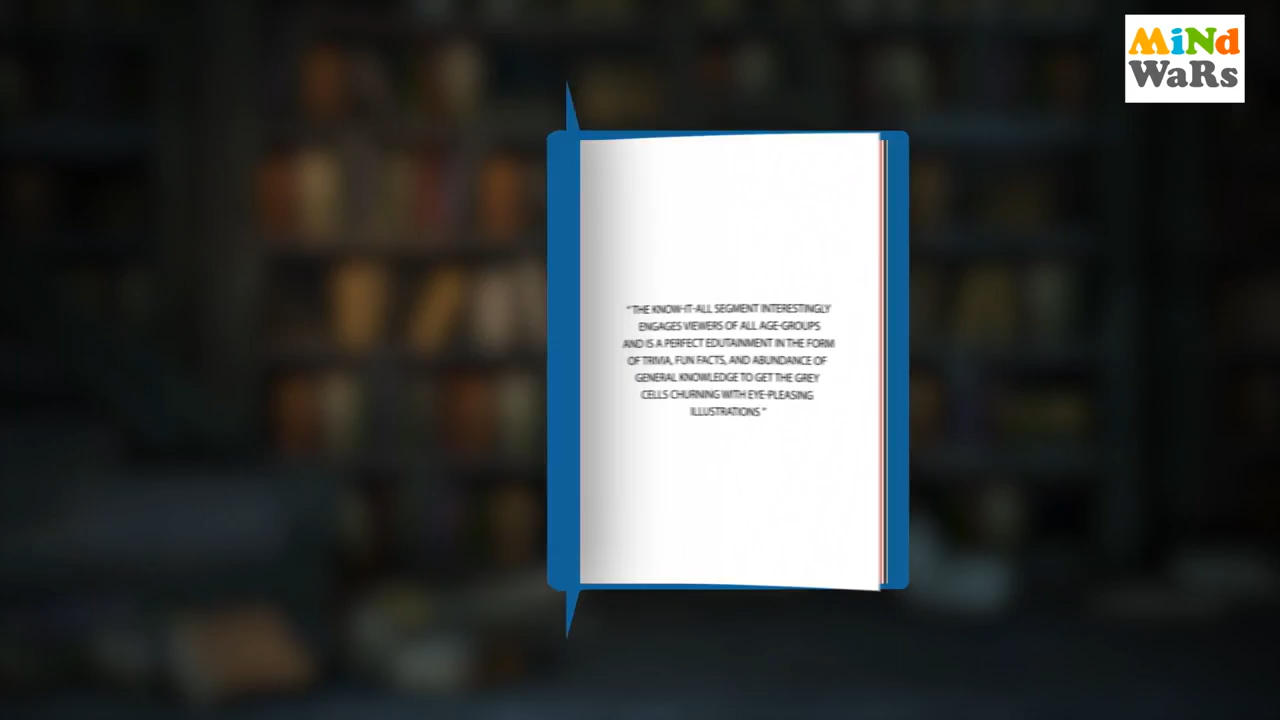 MiNd
WaRs
"THE KNOW-IT-ALL SEGMENT INTERESTINGLY
ENGAGES VIEWERS OF ALL AGE-GROUPS
AND IS A PERFECT EDUTAINMENT IN THE FORM
OF TRIVIA, FUN FACTS, AND ABUNDANCE OF
GENERAL KNOWLEDGE TO GET THE GREY
CELLS CHURNING WITH EYE-PLEASING
ILLUSTRATIONS"